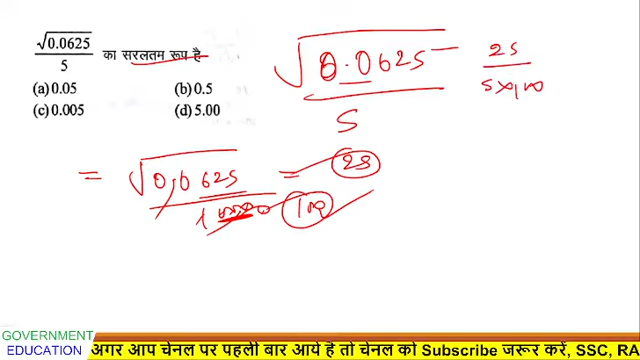 √0.0625 / 5 का सरलतम रूप है
(a) 0.05 (b) 0.5
(c) 0.005 (d) 5.00
√0.0625 / 5
25 / 5×100
= √0,0625 / 10000 = 25 / 100
GOVERNMENT
EDUCATION
अगर आप चेनल पर पहली बार आये है तो चेनल को Subscribe जरूर करें, SSC, RA